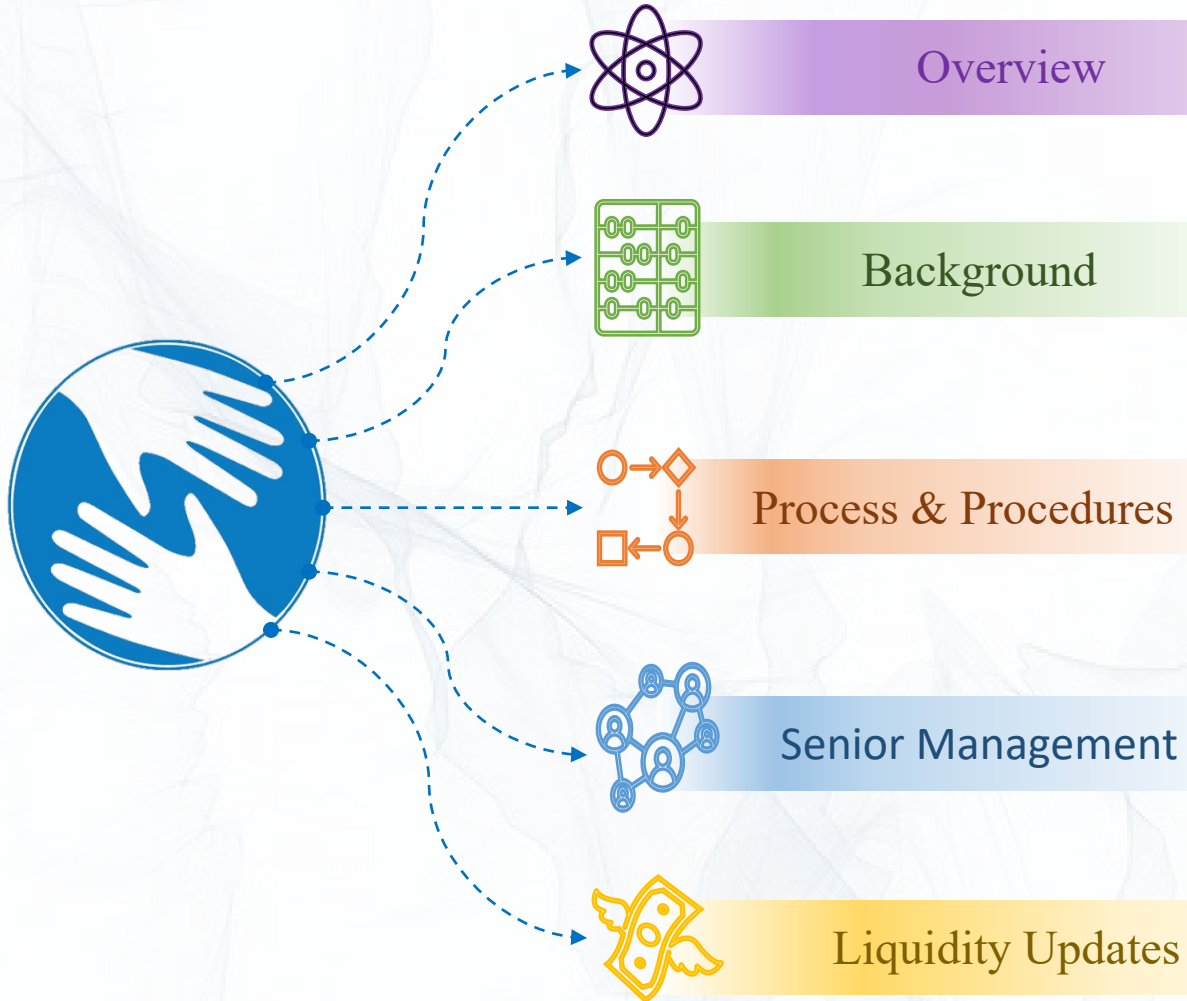 Overview
Background
Process & Procedures
Senior Management
Liquidity Updates